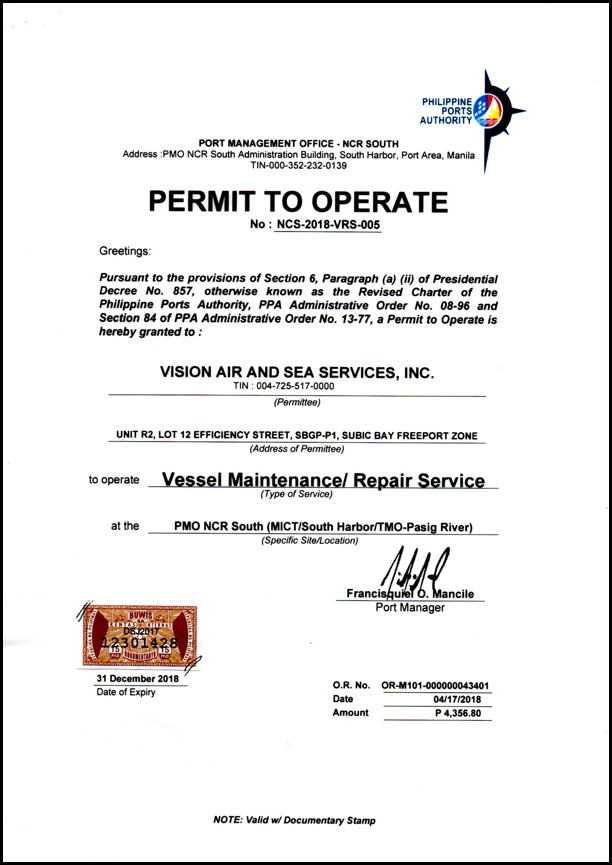 PHILIPPINE
PORTS
AUTHORITY
PORT MANAGEMENT OFFICE - NCR SOUTH
Address :PMO NCR South Administration Building, South Harbor, Port Area, Manila
TIN-000-352-232-0139
PERMIT TO OPERATE
No : NCS-2018-VRS-005
Greetings:
Pursuant to the provisions of Section 6, Paragraph (a) (ii) of Presidential
Decree No. 857, otherwise known as the Revised Charter of the
Philippine Ports Authority, PPA Administrative Order No. 08-96 and
Section 84 of PPA Administrative Order No. 13-77, a Permit to Operate is
hereby granted to :
VISION AIR AND SEA SERVICES, INC.
TIN : 004-725-517-0000
(Permittee)
UNIT R2, LOT 12 EFFICIENCY STREET, SBGP-P1, SUBIC BAY FREEPORT ZONE
(Address of Permittee)
to operate Vessel Maintenance/ Repair Service
(Type of Service)
at the PMO NCR South (MICT/South Harbor/TMO-Pasig River)
(Specific Site/Location)
Francisquiel O. Mancile
Port Manager
BUWIS
RENTAS INTERNAS
DSJ2017
12301428
15 15
DOCUMENTARY
31 December 2018
Date of Expiry
O.R. No. OR-M101-000000043401
Date 04/17/2018
Amount P 4,356.80
NOTE: Valid w/ Documentary Stamp